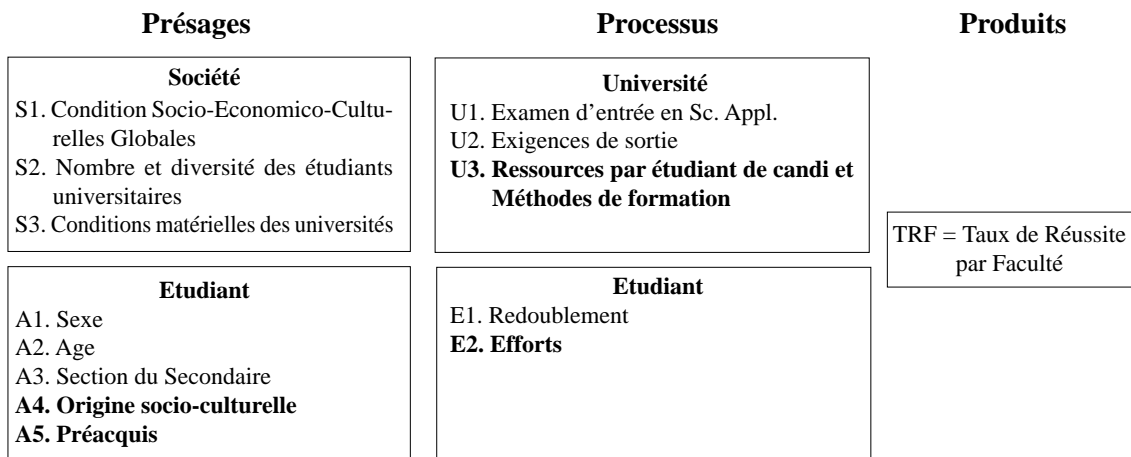 Présages
Processus
Produits
Société
S1. Condition Socio-Economico-Cultu-
relles Globales
S2. Nombre et diversité des étudiants
universitaires
S3. Conditions matérielles des universités
Université
U1. Examen d'entrée en Sc. Appl.
U2. Exigences de sortie
U3. Ressources par étudiant de candi et
Méthodes de formation
TRF = Taux de Réussite
par Faculté
Etudiant
A1. Sexe
A2. Age
A3. Section du Secondaire
A4. Origine socio-culturelle
A5. Préacquis
Etudiant
E1. Redoublement
E2. Efforts